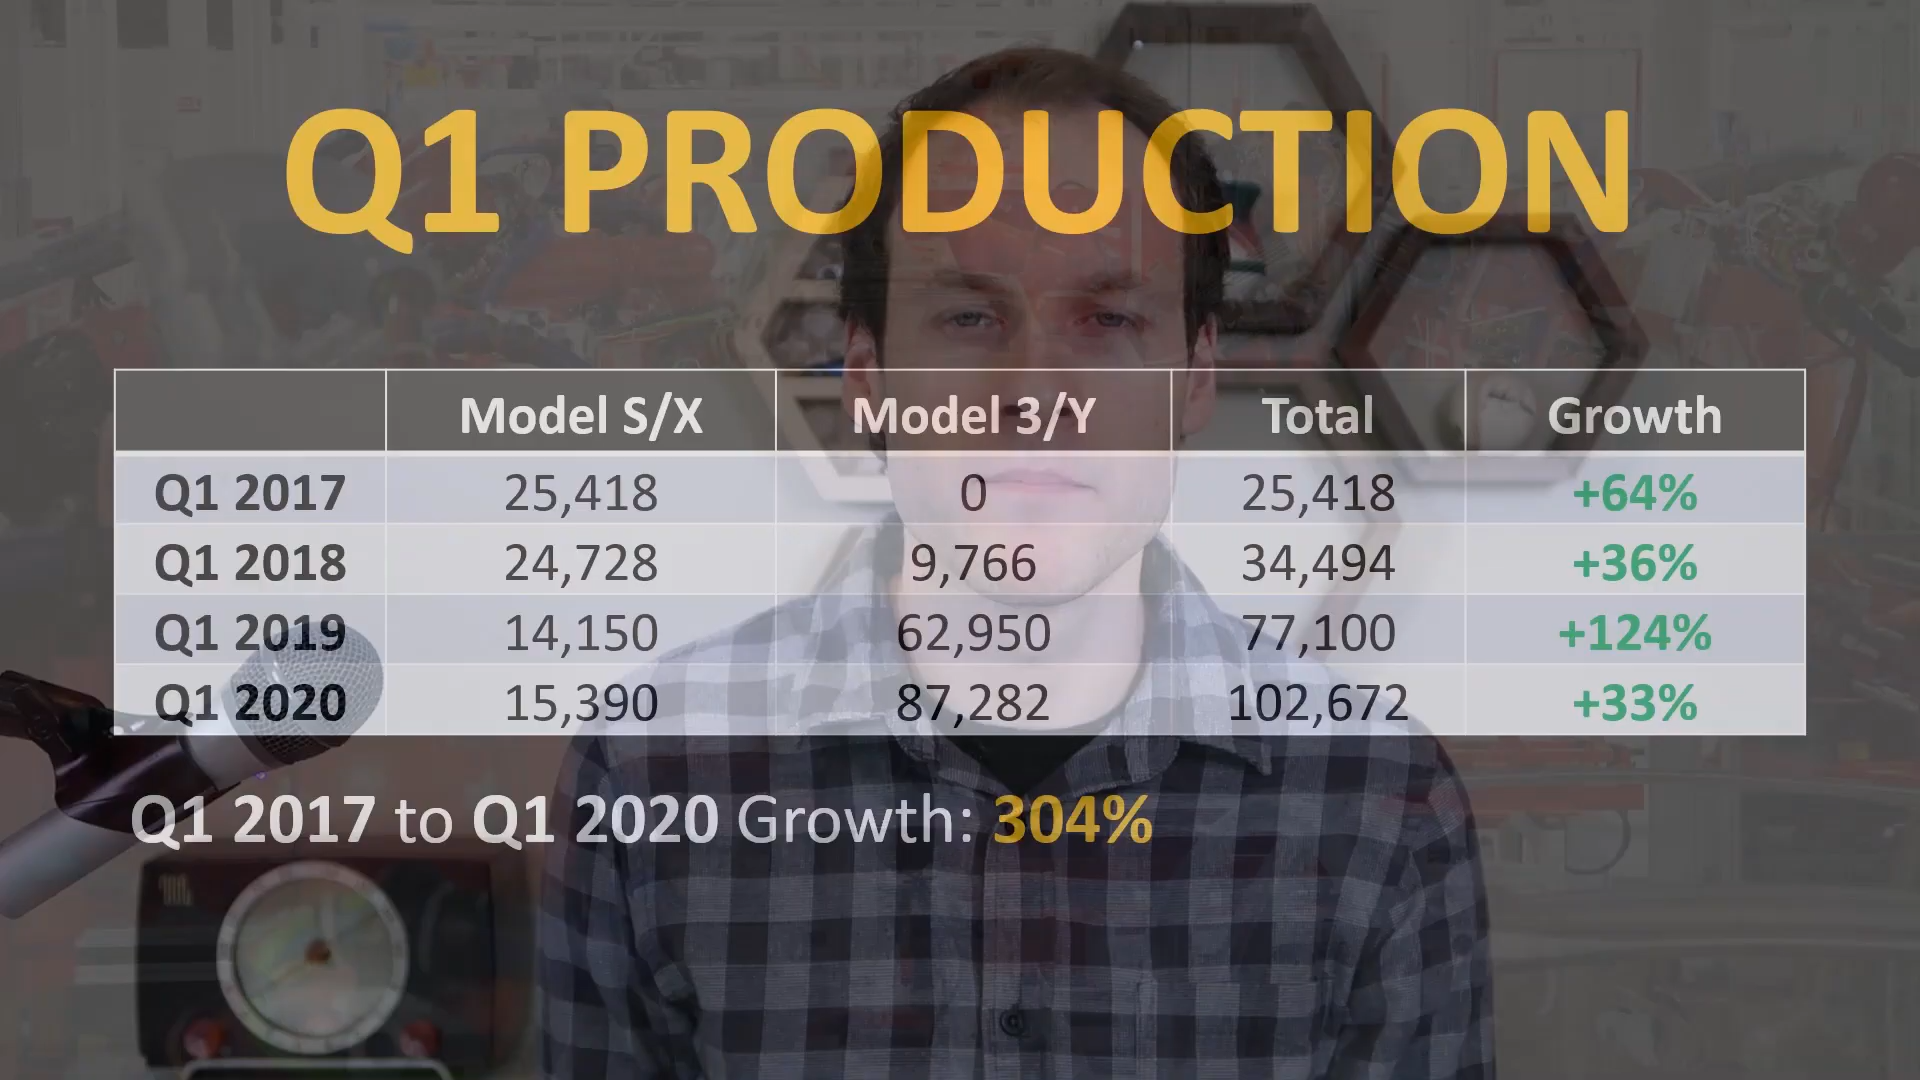 Q1 PRODUCTION
Model S/X Model 3/Y Total Growth
Q1 2017 25,418 0 25,418 +64%
Q1 2018 24,728 9,766 34,494 +36%
Q1 2019 14,150 62,950 77,100 +124%
Q1 2020 15,390 87,282 102,672 +33%
Q1 2017 to Q1 2020 Growth: 304%